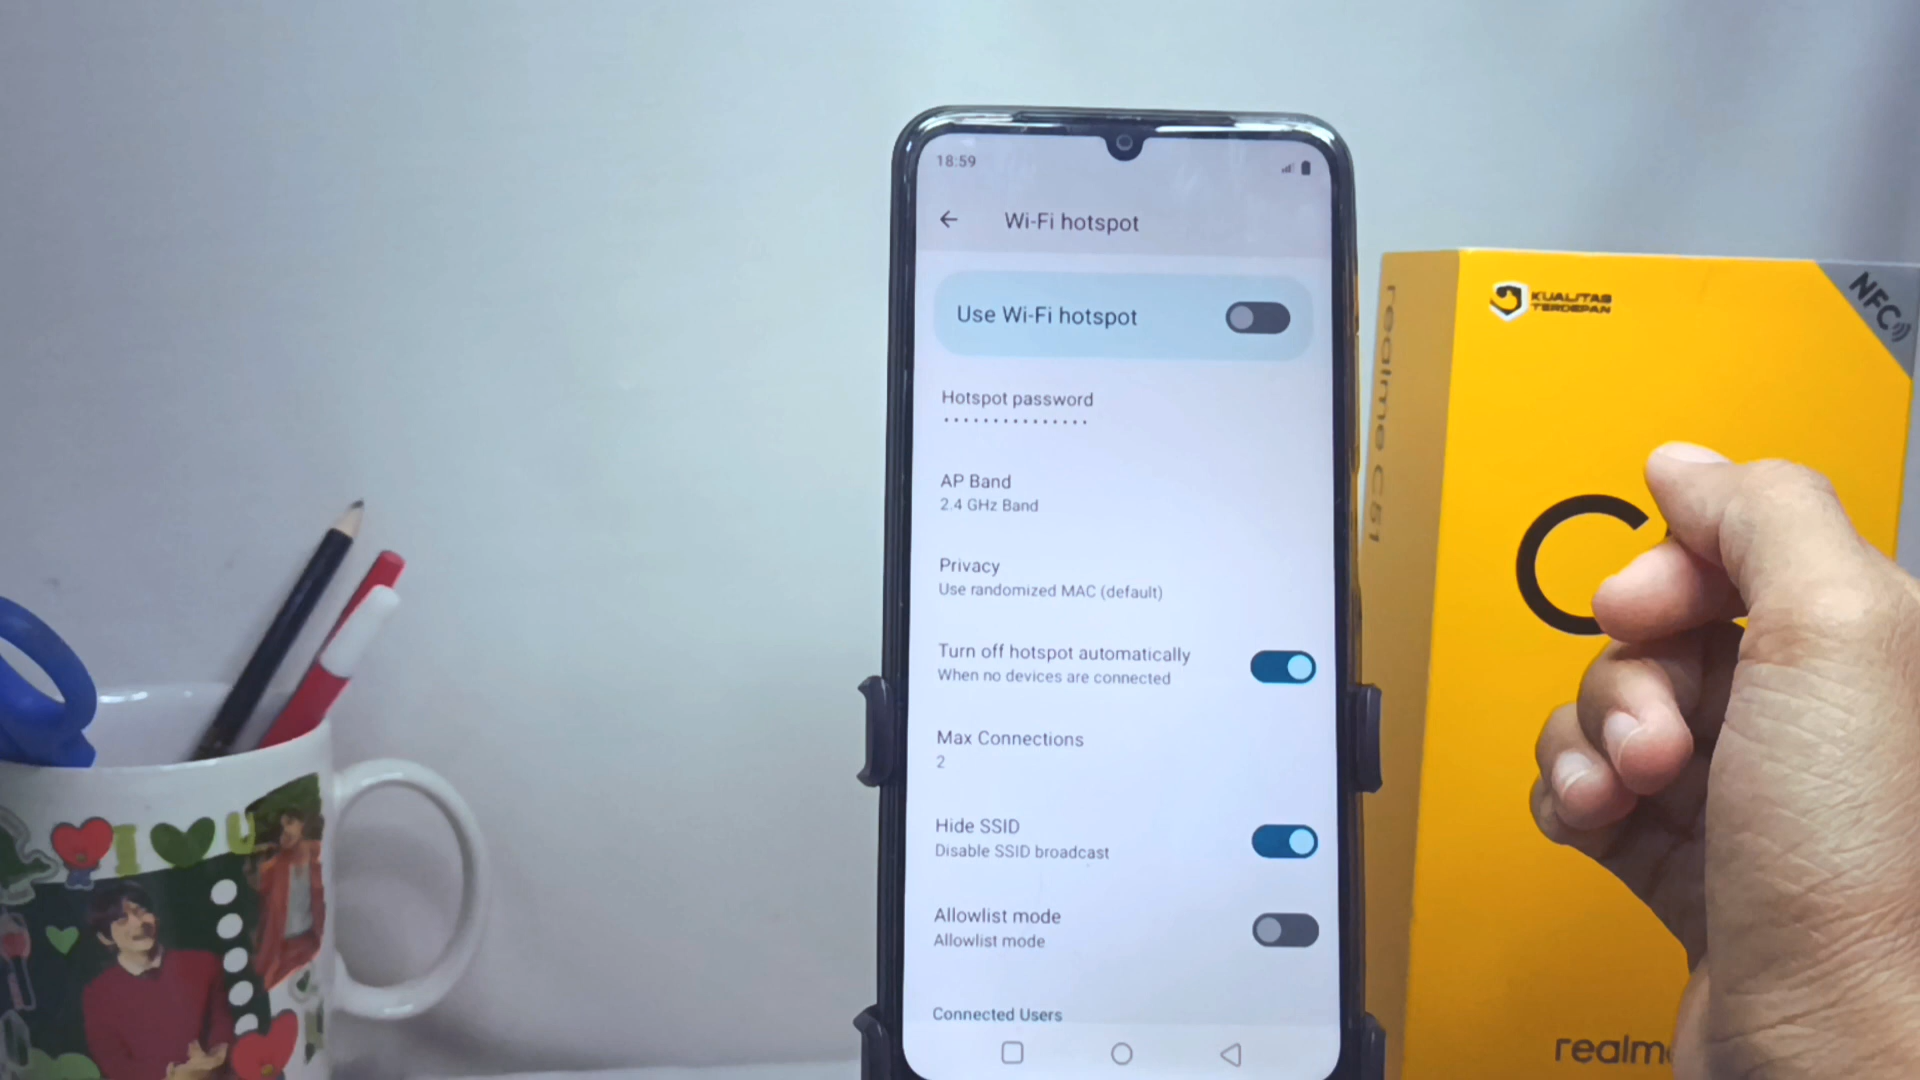 18:59
Wi-Fi hotspot
Use Wi-Fi hotspot
Hotspot password
AP Band
2.4 GHz Band
Privacy
Use randomized MAC (default)
Turn off hotspot automatically
When no devices are connected
Max Connections
2
Hide SSID
Disable SSID broadcast
Allowlist mode
Allowlist mode
Connected Users
realme C51
KUALITAS
TERDEPAN
NFC
C
realme
I U